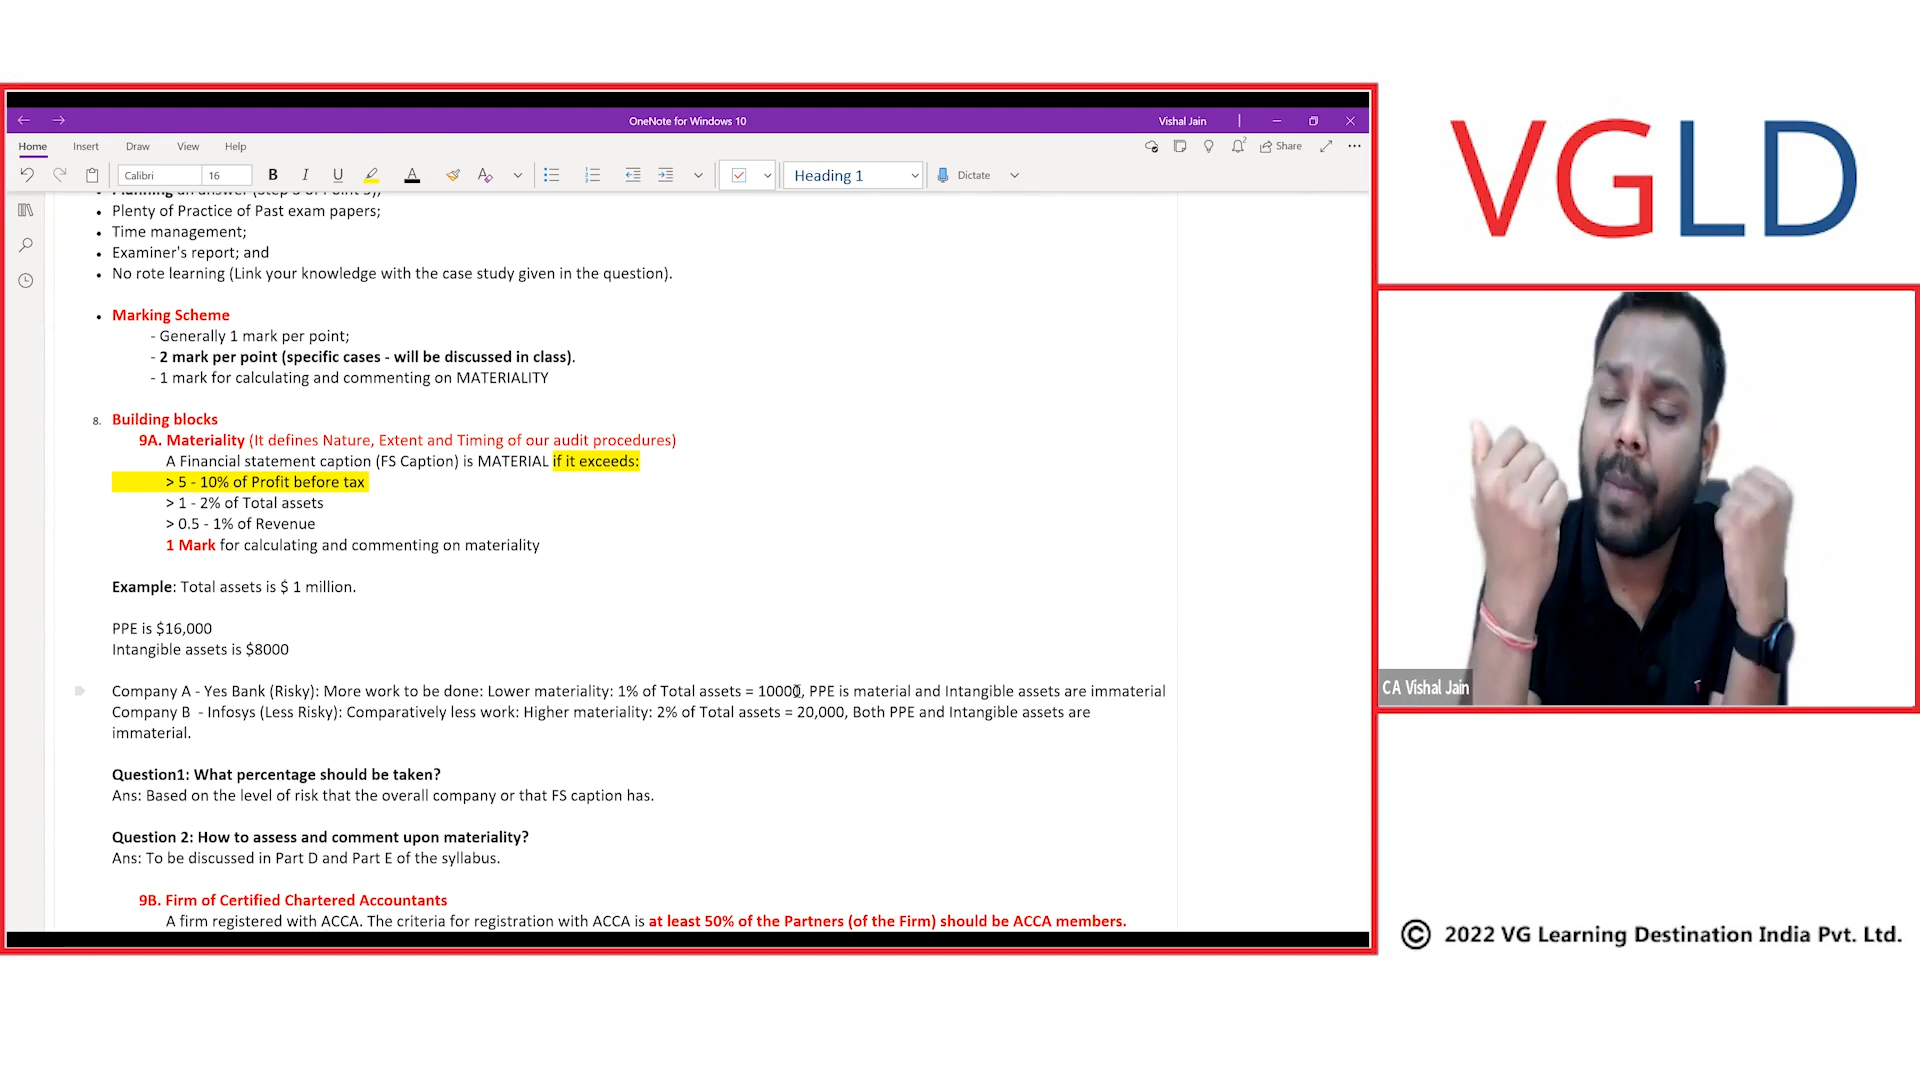 OneNote for Windows 10
Vishal Jain
Home Insert Draw View Help
Share
Calibri 16 B I U A Heading 1 Dictate
Planning an answer (Step 3 of Point 5);
• Plenty of Practice of Past exam papers;
• Time management;
• Examiner's report; and
• No rote learning (Link your knowledge with the case study given in the question).
• Marking Scheme
- Generally 1 mark per point;
- 2 mark per point (specific cases - will be discussed in class).
- 1 mark for calculating and commenting on MATERIALITY
8. Building blocks
9A. Materiality (It defines Nature, Extent and Timing of our audit procedures)
A Financial statement caption (FS Caption) is MATERIAL if it exceeds:
> 5 - 10% of Profit before tax
> 1 - 2% of Total assets
> 0.5 - 1% of Revenue
1 Mark for calculating and commenting on materiality
Example: Total assets is $ 1 million.
PPE is $16,000
Intangible assets is $8000
Company A - Yes Bank (Risky): More work to be done: Lower materiality: 1% of Total assets = 10000, PPE is material and Intangible assets are immaterial
Company B - Infosys (Less Risky): Comparatively less work: Higher materiality: 2% of Total assets = 20,000, Both PPE and Intangible assets are
immaterial.
Question1: What percentage should be taken?
Ans: Based on the level of risk that the overall company or that FS caption has.
Question 2: How to assess and comment upon materiality?
Ans: To be discussed in Part D and Part E of the syllabus.
9B. Firm of Certified Chartered Accountants
A firm registered with ACCA. The criteria for registration with ACCA is at least 50% of the Partners (of the Firm) should be ACCA members.
VGLD
CA Vishal Jain
© 2022 VG Learning Destination India Pvt. Ltd.